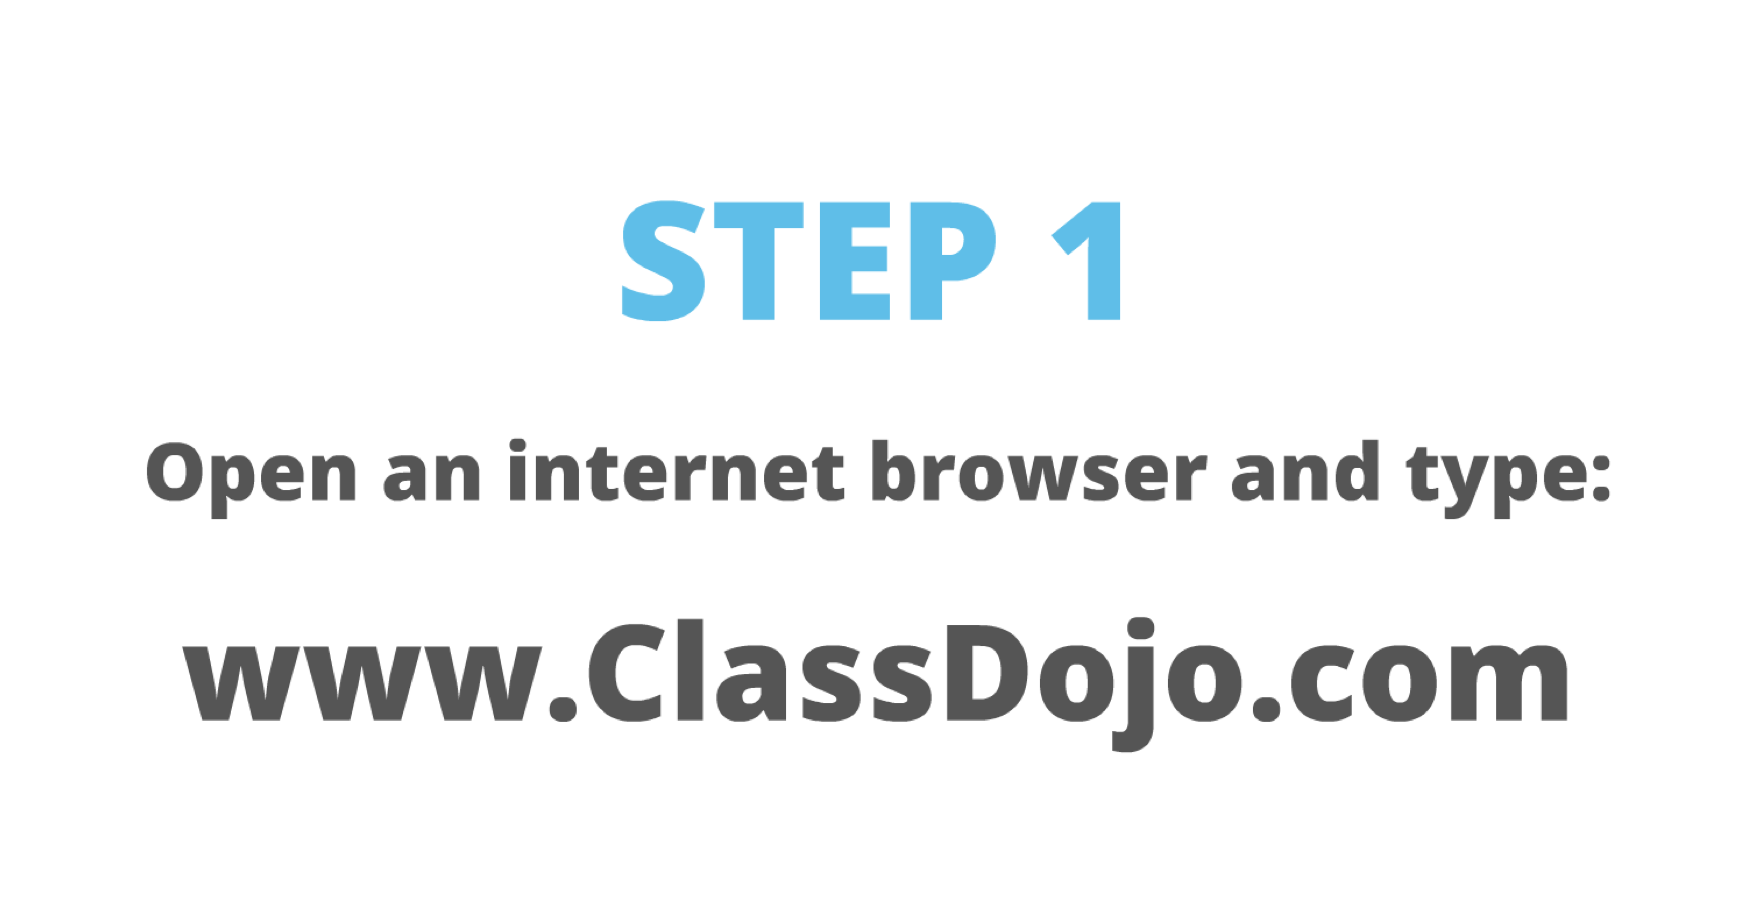 STEP 1
Open an internet browser and type:
www.ClassDojo.com